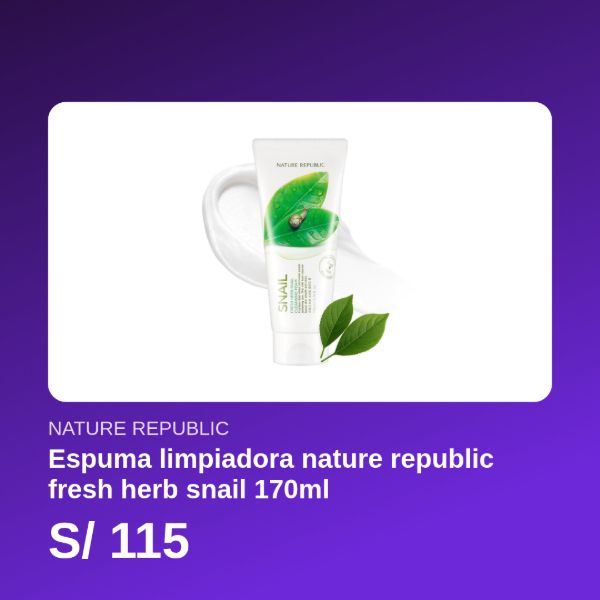 NATURE REPUBLIC
SNAIL
NATURE REPUBLIC
Espuma limpiadora nature republic
fresh herb snail 170ml
S/ 115